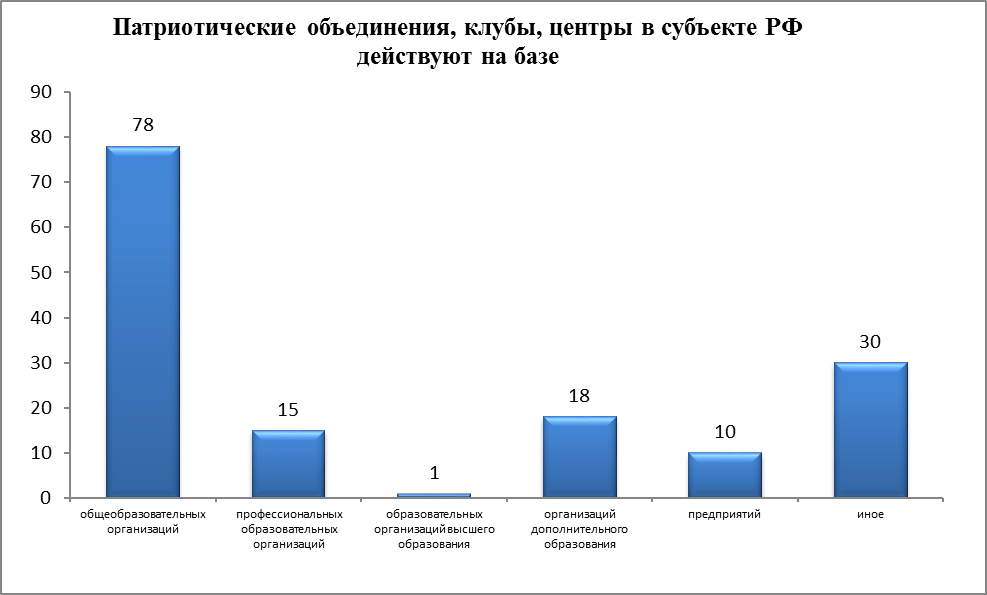 Патриотические объединения, клубы, центры в субъекте РФ
действуют на базе
90
80
70
60
50
40
30
20
10
0
78
15
1
18
10
30
общеобразовательных
организаций
профессиональных
образовательных
организаций
образовательных
организаций высшего
образования
организаций
дополнительного
образования
предприятий
иное